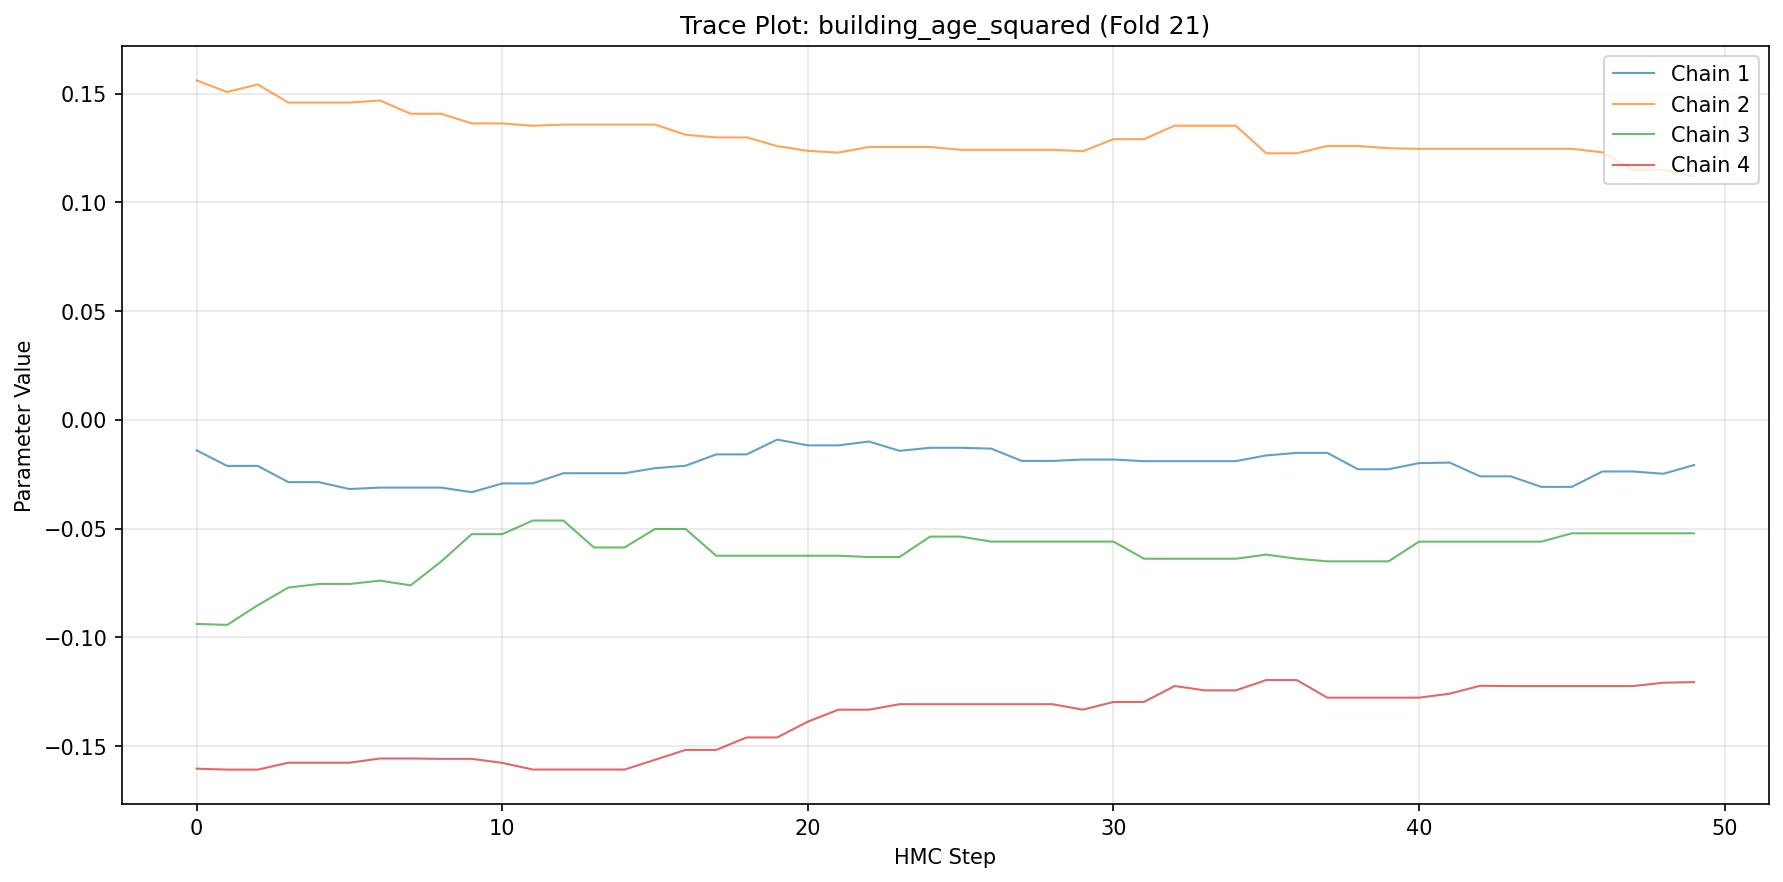 Trace Plot: building_age_squared (Fold 21)
Chain 1
Chain 2
Chain 3
Chain 4
0.15
0.10
0.05
0.00
−0.05
−0.10
−0.15
Parameter Value
0 10 20 30 40 50
HMC Step